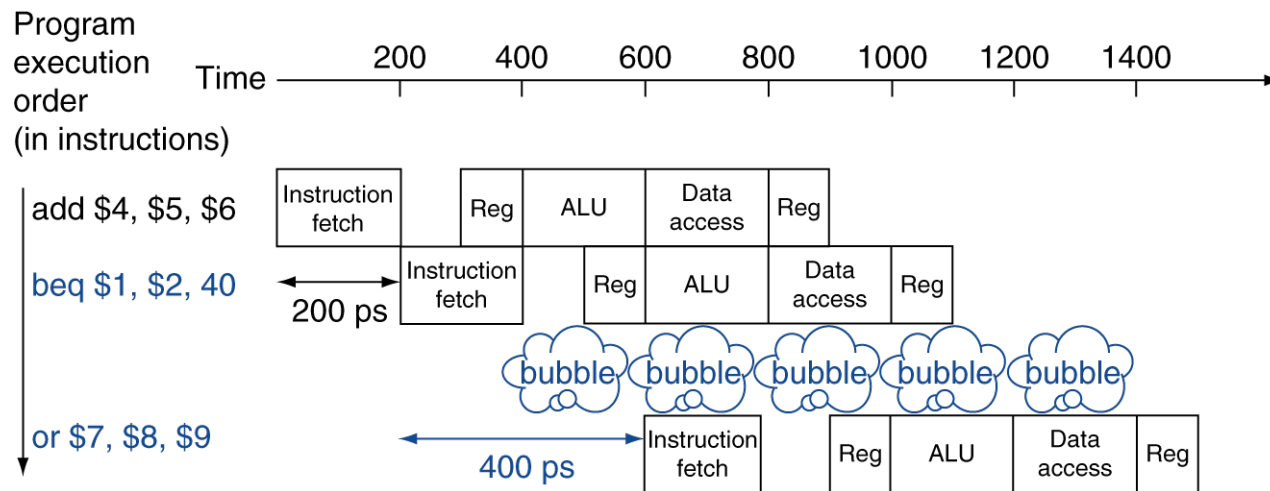 Program
execution
order
(in instructions)
Time
200 400 600 800 1000 1200 1400
add $4, $5, $6
Instruction
fetch
Reg
ALU
Data
access
Reg
beq $1, $2, 40
200 ps
Instruction
fetch
Reg
ALU
Data
access
Reg
bubble bubble bubble bubble bubble
or $7, $8, $9
400 ps
Instruction
fetch
Reg
ALU
Data
access
Reg